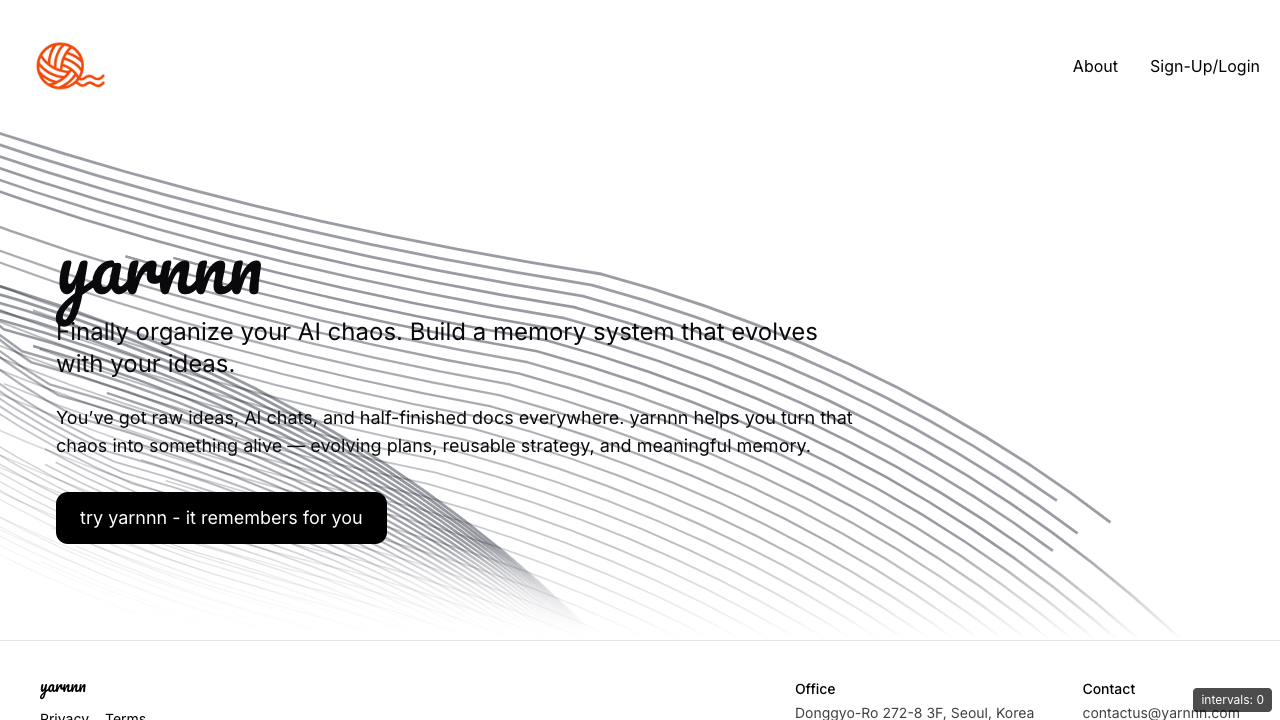 About Sign-Up/Login
yarnnn
Finally organize your AI chaos. Build a memory system that evolves
with your ideas.
You’ve got raw ideas, AI chats, and half-finished docs everywhere. yarnnn helps you turn that
chaos into something alive — evolving plans, reusable strategy, and meaningful memory.
try yarnnn - it remembers for you
yarnnn
Privacy Terms
Office
Donggyo-Ro 272-8 3F, Seoul, Korea
Contact
contactus@yarnnn.com
intervals: 0